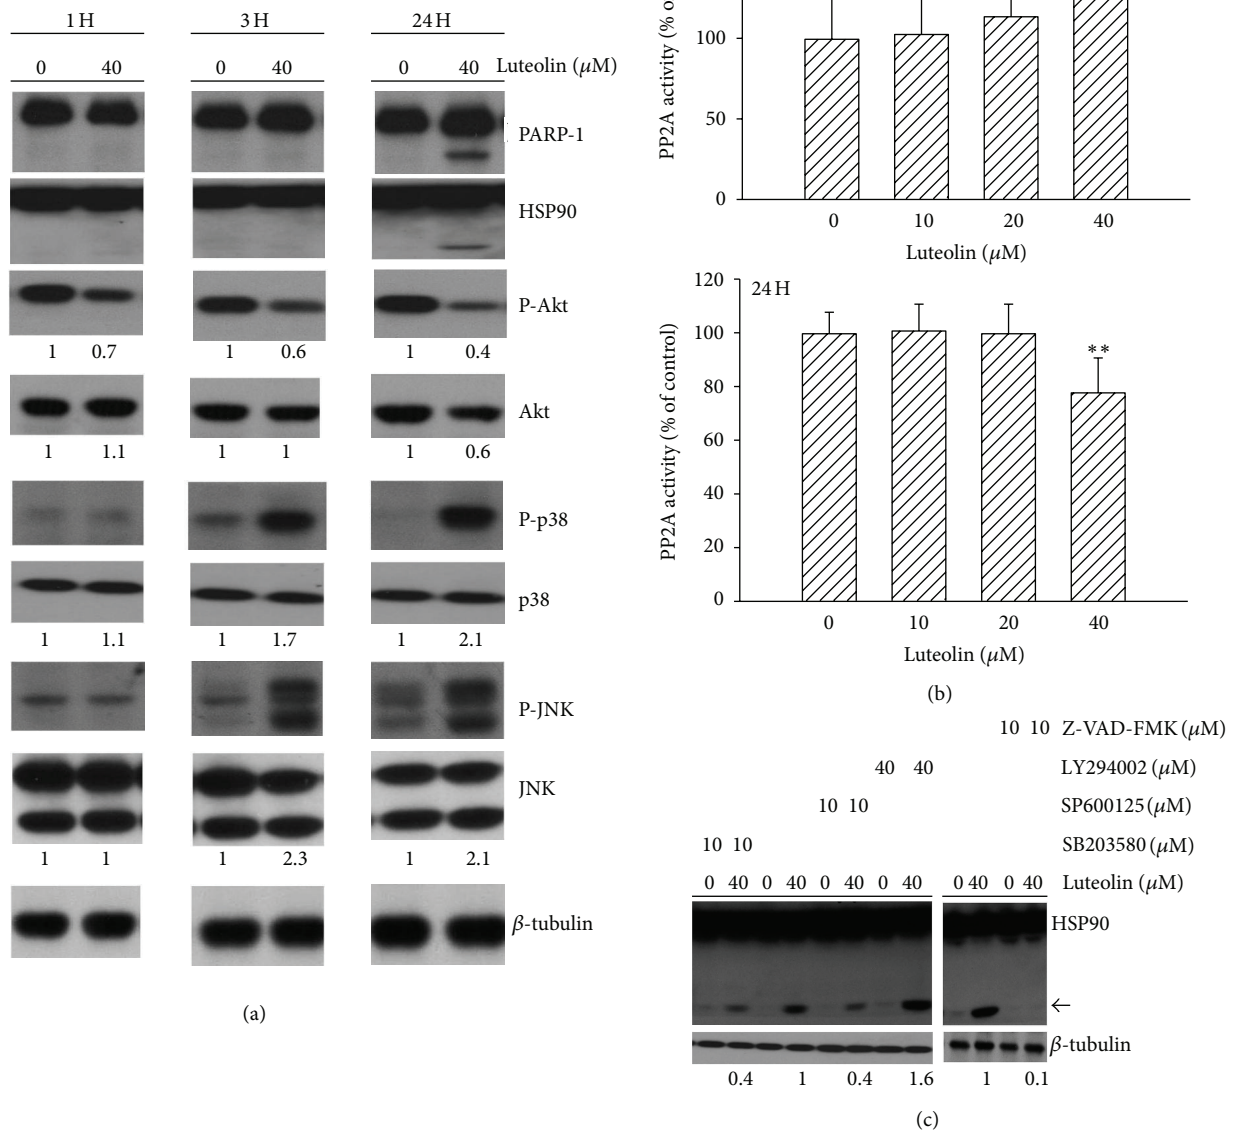 1 H 3 H 24 H
0 40 0 40 0 40 Luteolin (μM)
PARP-1
HSP90
P-Akt
1 0.7 1 0.6 1 0.4
Akt
1 1.1 1 1 1 0.6
P-p38
p38
1 1.1 1 1.7 1 2.1
P-JNK
JNK
1 1 1 2.3 1 2.1
β-tubulin
(a)
PP2A activity (% o
100
50
0
0 10 20 40
Luteolin (μM)
24 H
PP2A activity (% of control)
120
100
80
60
40
20
0
**
0 10 20 40
Luteolin (μM)
(b)
10 10 Z-VAD-FMK (μM)
40 40 LY294002 (μM)
10 10 SP600125 (μM)
10 10 SB203580 (μM)
0 40 0 40 0 40 0 40 0 40 0 40 Luteolin (μM)
HSP90
←
β-tubulin
0.4 1 0.4 1.6 1 0.1
(c)